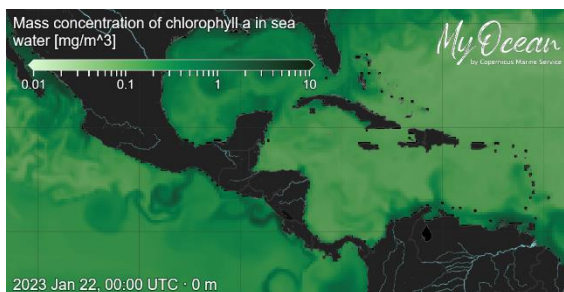 Mass concentration of chlorophyll a in sea
water [mg/m^3]
MyOcean
by Copernicus Marine Service
0.01 0.1 1 10
2023 Jan 22, 00:00 UTC · 0 m